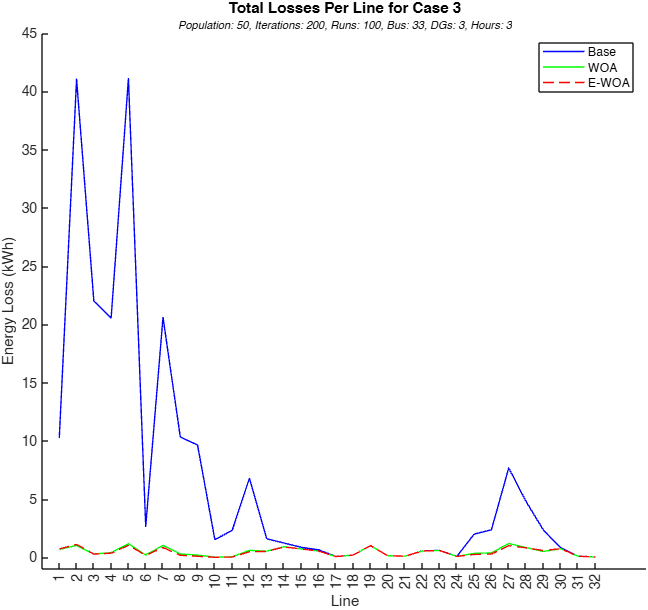 Total Losses Per Line for Case 3
Population: 50, Iterations: 200, Runs: 100, Bus: 33, DGs: 3, Hours: 3
Base
WOA
E-WOA
45
40
35
30
25
20
15
10
5
0
Energy Loss (kWh)
1 2 3 4 5 6 7 8 9 10 11 12 13 14 15 16 17 18 19 20 21 22 23 24 25 26 27 28 29 30 31 32
Line